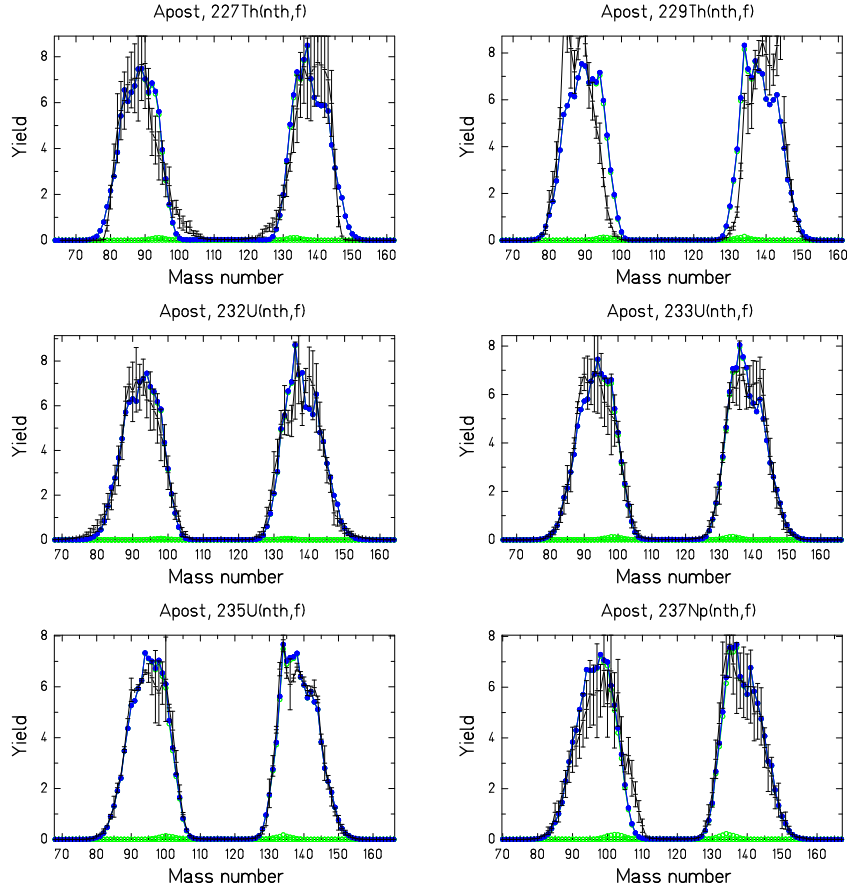 Apost, 227Th(nth,f)
Yield
8
6
4
2
0
70 80 90 100 110 120 130 140 150 160
Mass number
Apost, 229Th(nth,f)
Yield
8
6
4
2
0
70 80 90 100 110 120 130 140 150 160
Mass number
Apost, 232U(nth,f)
Yield
8
6
4
2
0
70 80 90 100 110 120 130 140 150 160
Mass number
Apost, 233U(nth,f)
Yield
8
6
4
2
0
70 80 90 100 110 120 130 140 150 160
Mass number
Apost, 235U(nth,f)
Yield
8
6
4
2
0
70 80 90 100 110 120 130 140 150 160
Mass number
Apost, 237Np(nth,f)
Yield
8
6
4
2
0
70 80 90 100 110 120 130 140 150 160
Mass number